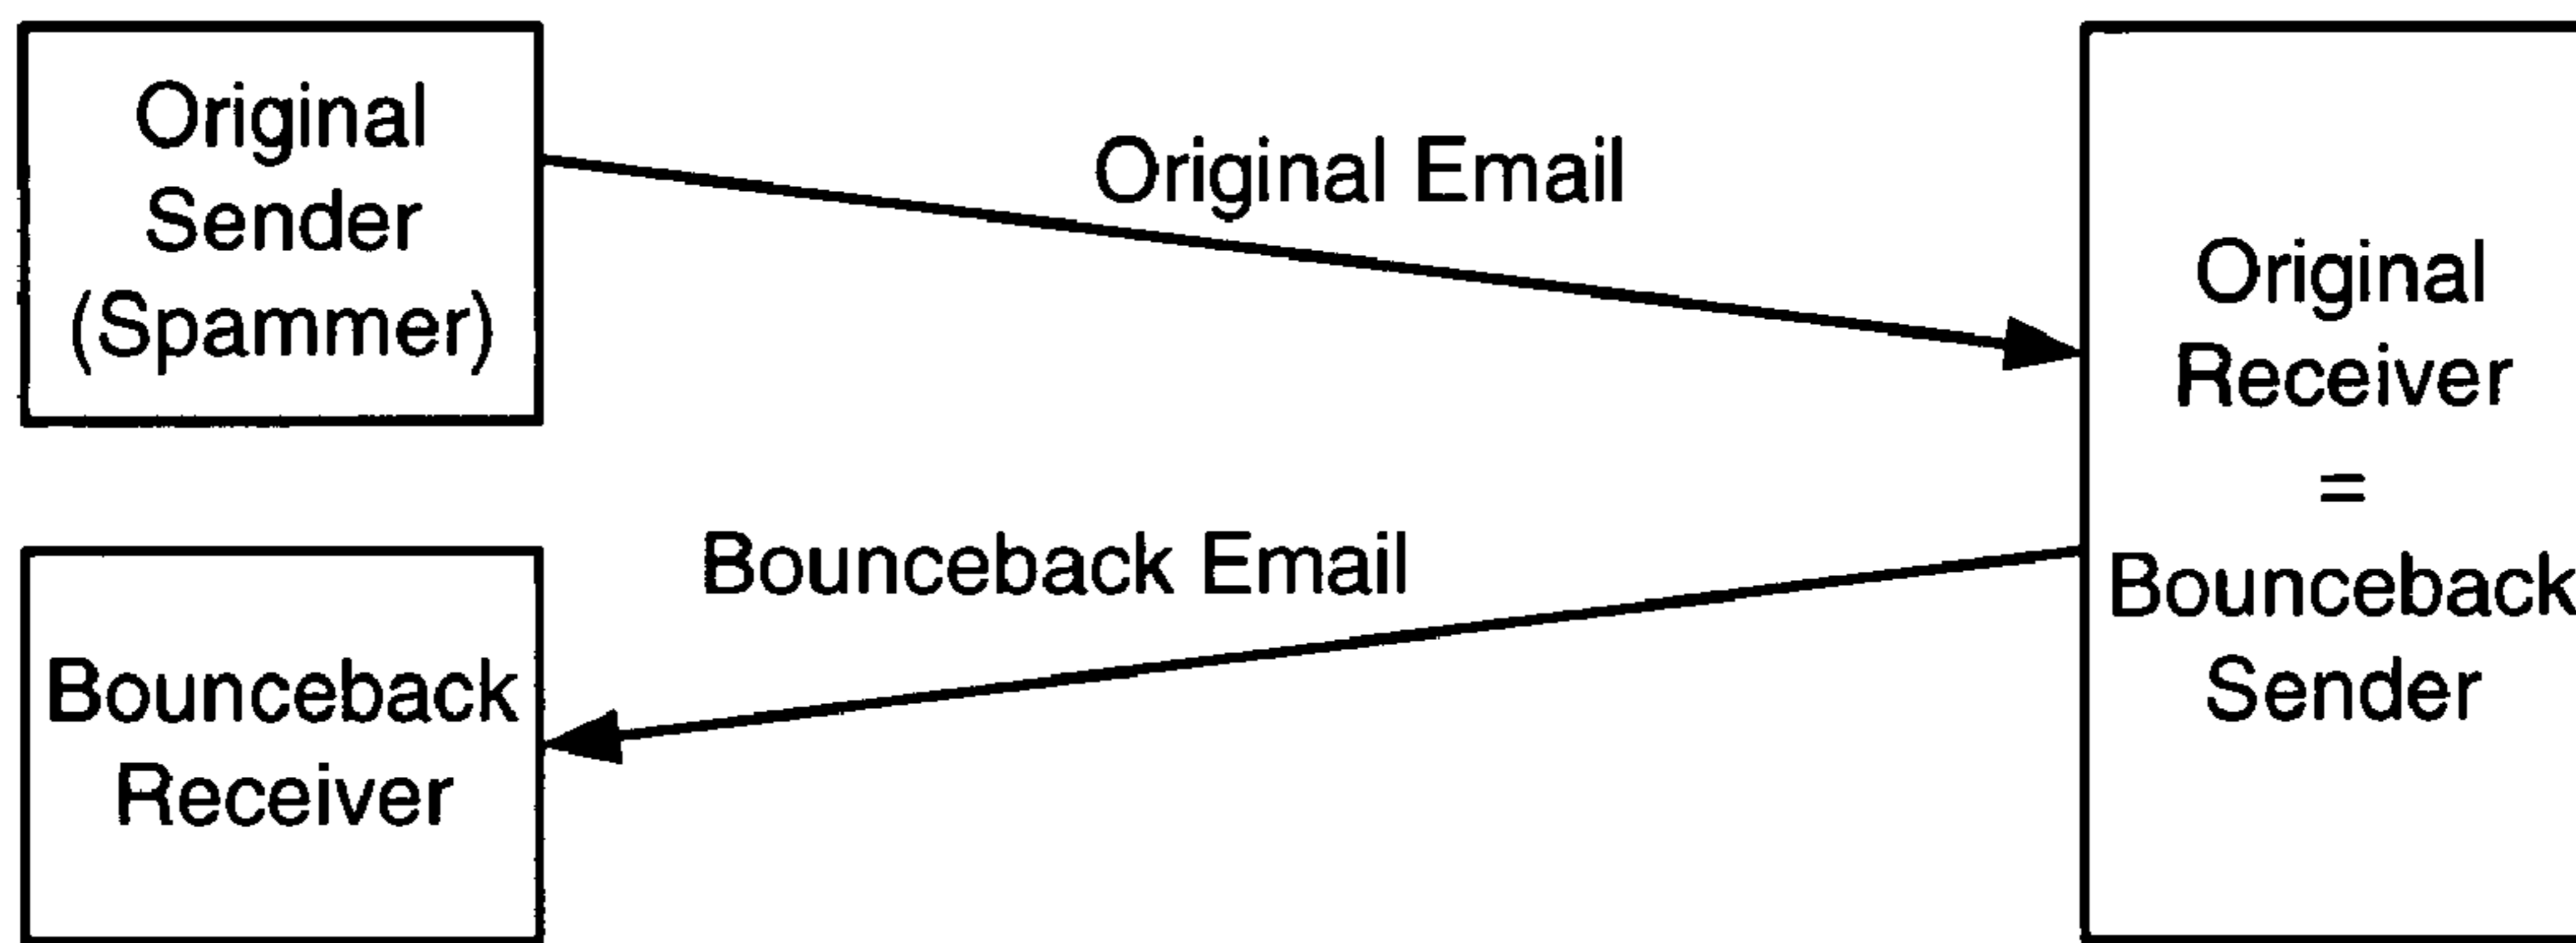 Original
Sender
(Spammer)
Original Email
Original
Receiver
=
Bounceback
Sender
Bounceback Email
Bounceback
Receiver